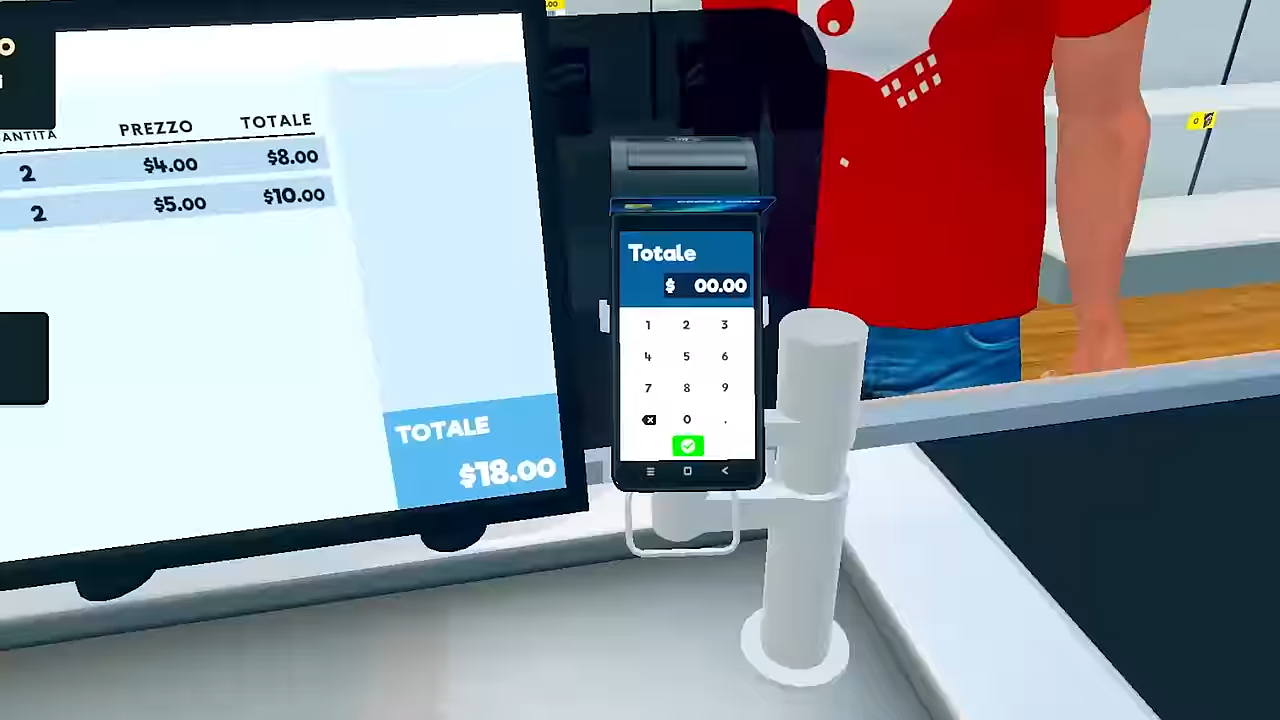 O
ANTITÀ PREZZO TOTALE
2 $4.00 $8.00
2 $5.00 $10.00
TOTALE
$18.00
Totale
$ 00.00
1 2 3
4 5 6
7 8 9
0 .
0